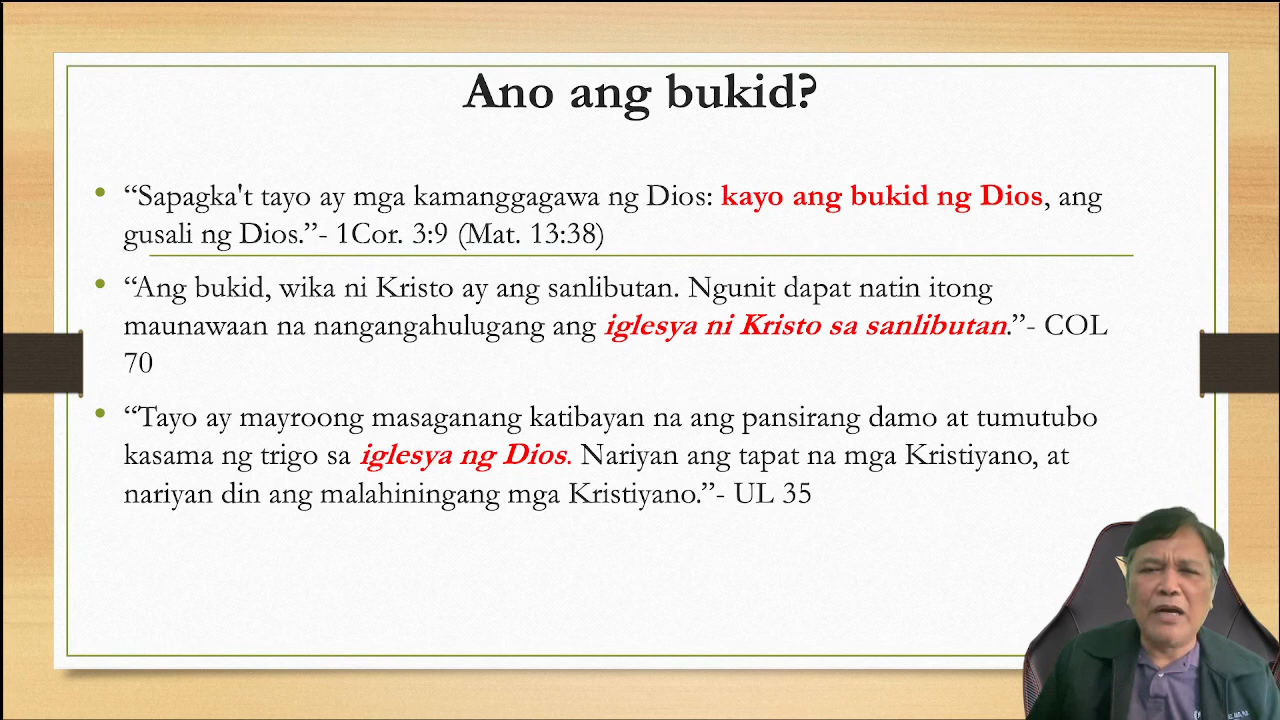 Ano ang bukid?
“Sapagka't tayo ay mga kamanggagawa ng Dios: kayo ang bukid ng Dios, ang
gusali ng Dios.”- 1Cor. 3:9 (Mat. 13:38)
“Ang bukid, wika ni Kristo ay ang sanlibutan. Ngunit dapat natin itong
maunawaan na nangangahulugang ang iglesya ni Kristo sa sanlibutan.”- COL
70
“Tayo ay mayroong masaganang katibayan na ang pansirang damo at tumutubo
kasama ng trigo sa iglesya ng Dios. Nariyan ang tapat na mga Kristiyano, at
nariyan din ang malahiningang mga Kristiyano.”- UL 35